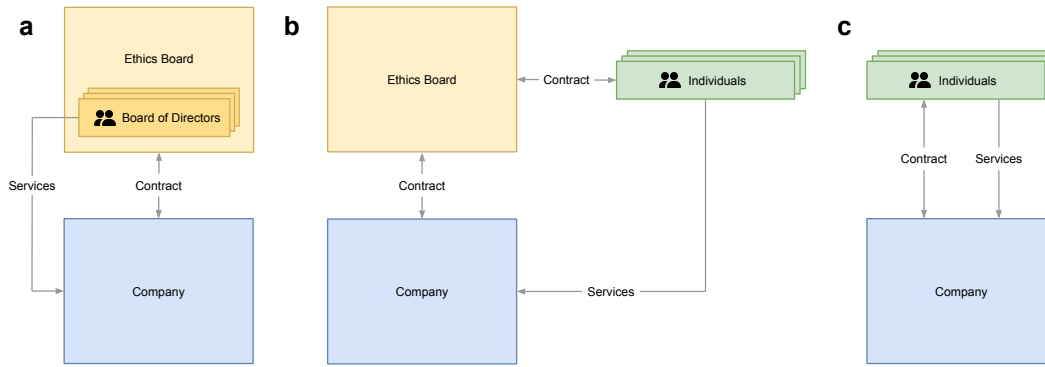 a
Ethics Board
Board of Directors
Services
Contract
Company
b
Ethics Board
Contract
Individuals
Contract
Company
Services
c
Individuals
Contract
Services
Company